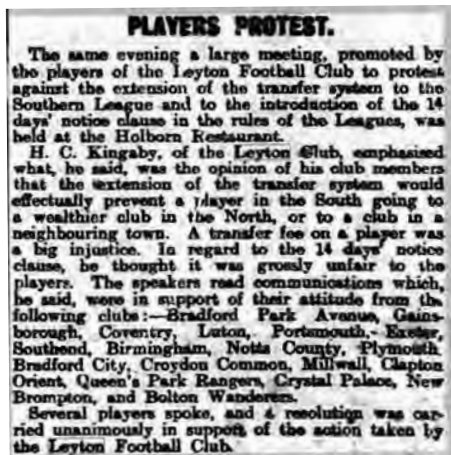 PLAYERS PROTEST.
The same evening a large meeting, promoted by
the players of the Leyton Football Club to protest
against the extension of the transfer system to the
Southern League and to the introduction of the 14
days' notice clause in the rules of the Leagues, was
held at the Holborn Restaurant.
H. C. Kingaby, of the Leyton Club, emphasised
what, he said, was the opinion of his club members
that the extension of the transfer system would
effectually prevent a player in the South going to
a wealthier club in the North, or to a club in a
neighbouring town. A transfer fee on a player was
a big injustice. In regard to the 14 days' notice
clause, he thought it was grossly unfair to the
players. The speakers read communications which,
he said, were in support of their attitude from the
following clubs:—Bradford Park Avenue, Gains-
borough, Coventry, Luton, Portsmouth, Exeter,
Southend, Birmingham, Notts County, Plymouth
Bradford City, Croydon Common, Millwall, Clapton
Orient, Queen's Park Rangers, Crystal Palace, New
Brompton, and Bolton Wanderers.
Several players spoke, and a resolution was car-
ried unanimously in support of the action taken by
the Leyton Football Club.